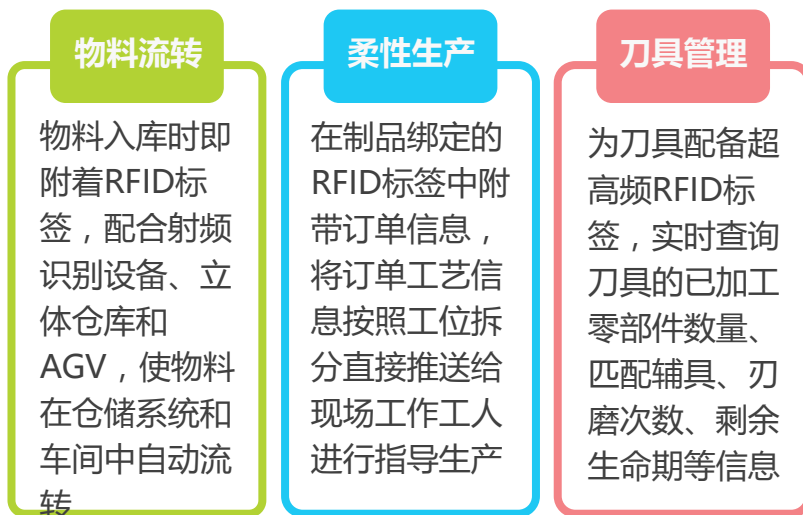 物料流转
物料入库时即
附着RFID标
签，配合射频
识别设备、立
体仓库和
AGV，使物料
在仓储系统和
车间中自动流
转
柔性生产
在制品绑定的
RFID标签中附
带订单信息，
将订单工艺信
息按照工位拆
分直接推送给
现场工作工人
进行指导生产
刀具管理
为刀具配备超
高频RFID标
签，实时查询
刀具的已加工
零部件数量、
匹配辅具、刃
磨次数、剩余
生命期等信息